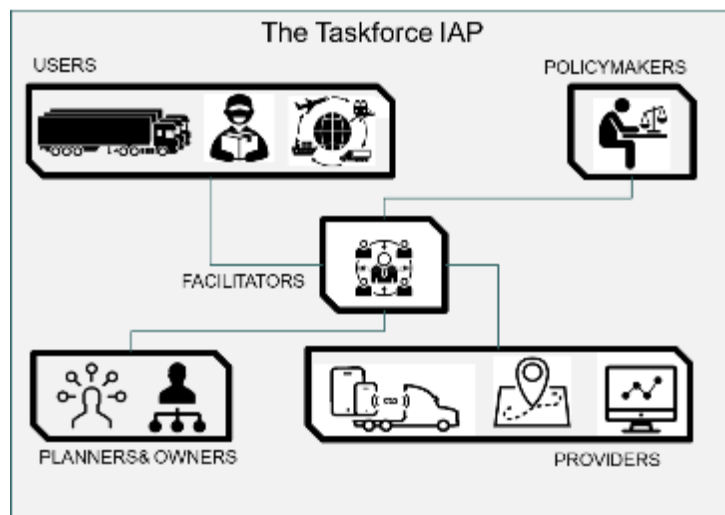 The Taskforce IAP
USERS
POLICYMAKERS
FACILITATORS
PLANNERS& OWNERS
PROVIDERS